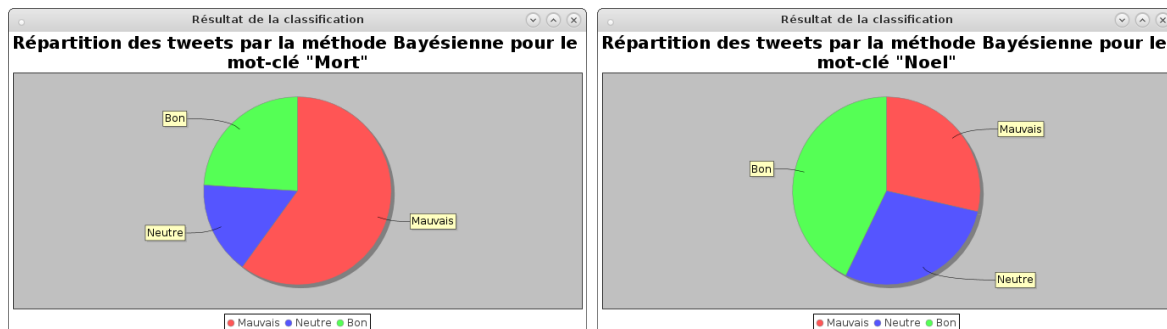 Résultat de la classification
Répartition des tweets par la méthode Bayésienne pour le
mot-clé "Mort"
Bon
Neutre
Mauvais
Mauvais Neutre Bon
Résultat de la classification
Répartition des tweets par la méthode Bayésienne pour le
mot-clé "Noel"
Mauvais
Bon
Neutre
Mauvais Neutre Bon